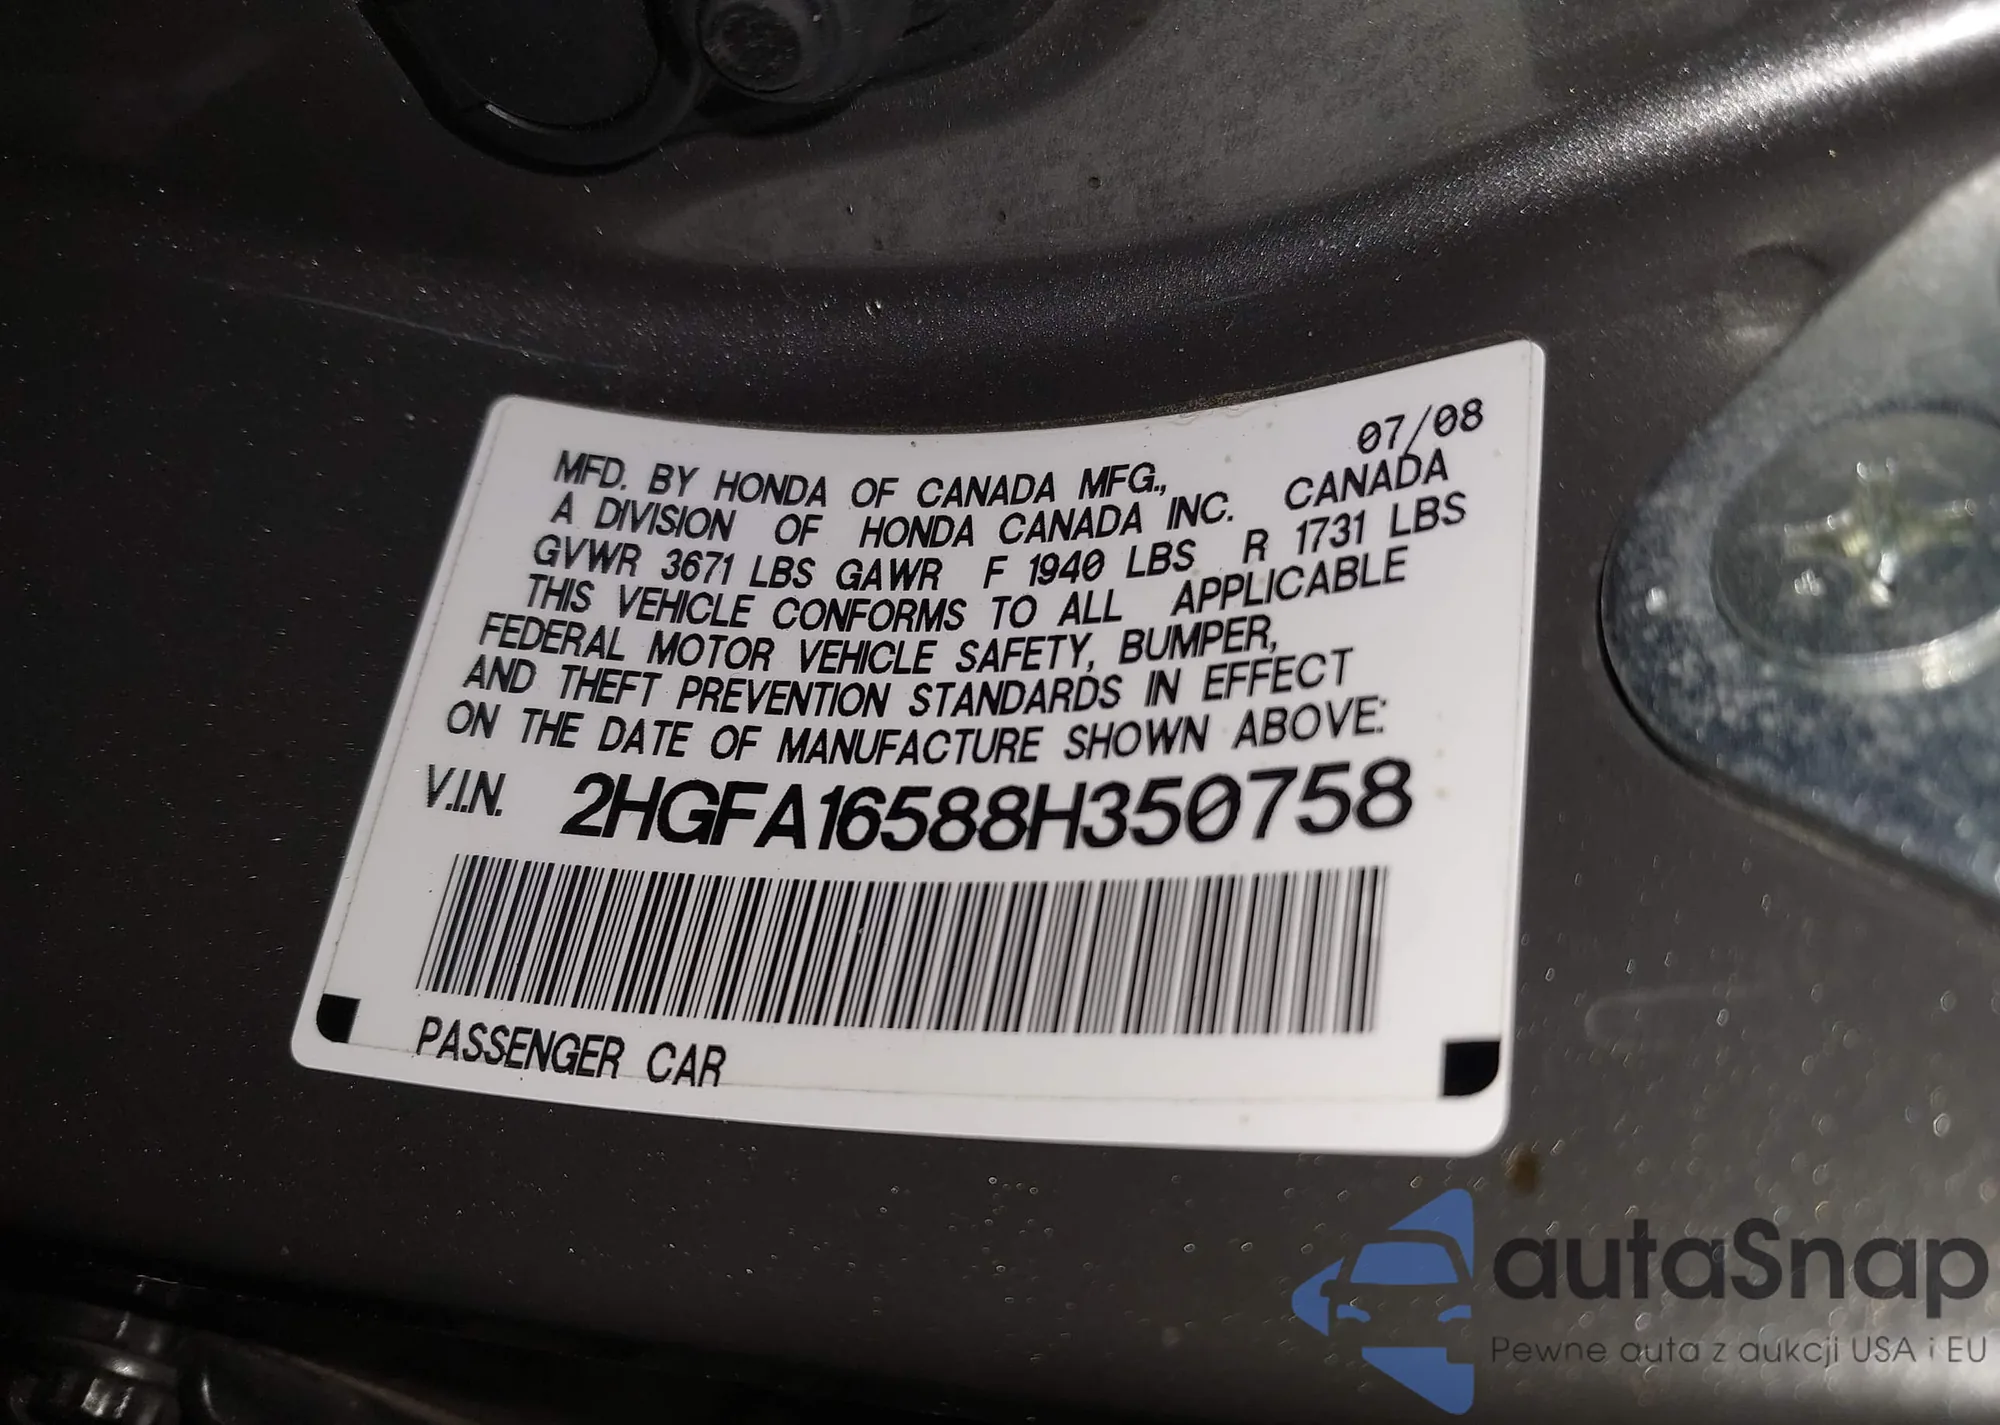 07/08
MFD. BY HONDA OF CANADA MFG.,
A DIVISION OF HONDA CANADA INC. CANADA
GVWR 3671 LBS GAWR F 1940 LBS R 1731 LBS
THIS VEHICLE CONFORMS TO ALL APPLICABLE
FEDERAL MOTOR VEHICLE SAFETY, BUMPER,
AND THEFT PREVENTION STANDARDS IN EFFECT
ON THE DATE OF MANUFACTURE SHOWN ABOVE:
V.I.N. 2HGFA16588H350758
PASSENGER CAR
autaSnap
Pewne auta z aukcji USA i EU